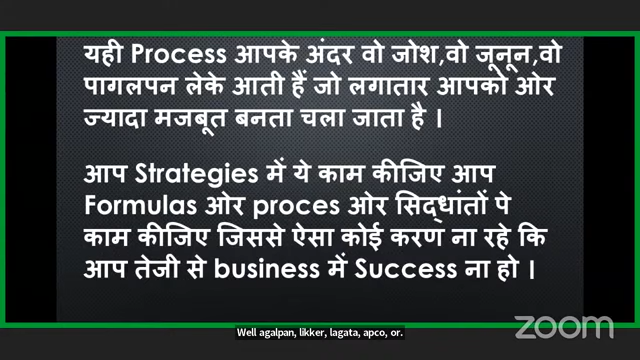 यही Process आपके अंदर वो जोश,वो जूनून,वो
पागलपन लेके आती हैं जो लगातार आपको ओर
ज्यादा मजबूत बनता चला जाता है ।
आप Strategies में ये काम कीजिए आप
Formulas ओर proces ओर सिद्धांतों पे
काम कीजिए जिससे ऐसा कोई करण ना रहे कि
आप तेजी से business में Success ना हो ।
zoom
Well agalpan, likker, lagata, apco, or.